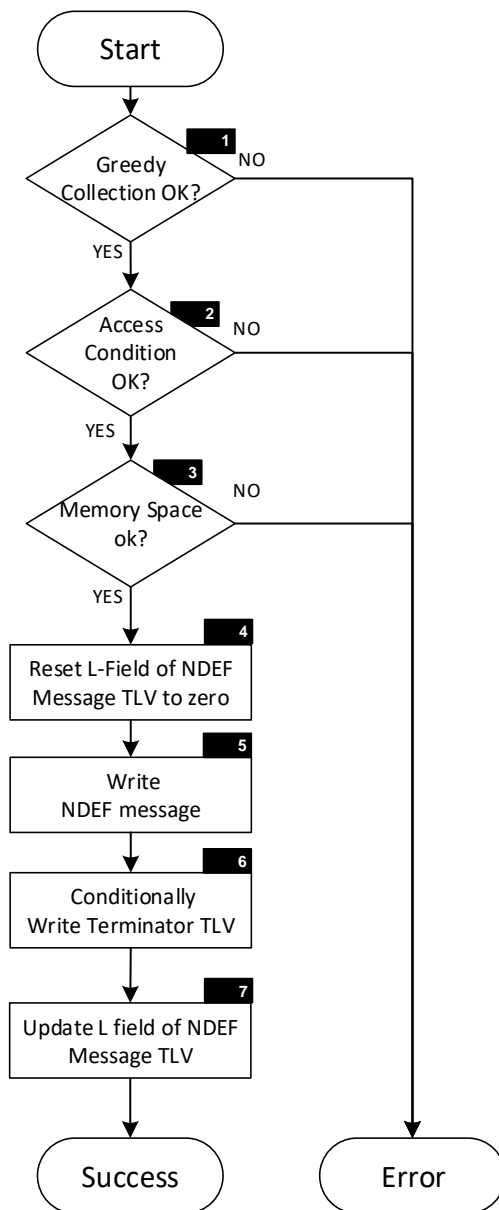 Start
1
Greedy
Collection OK?
NO
YES
2
Access
Condition
OK?
NO
YES
3
Memory Space
ok?
NO
YES
4
Reset L-Field of NDEF
Message TLV to zero
5
Write
NDEF message
6
Conditionally
Write Terminator TLV
7
Update L field of NDEF
Message TLV
Success
Error